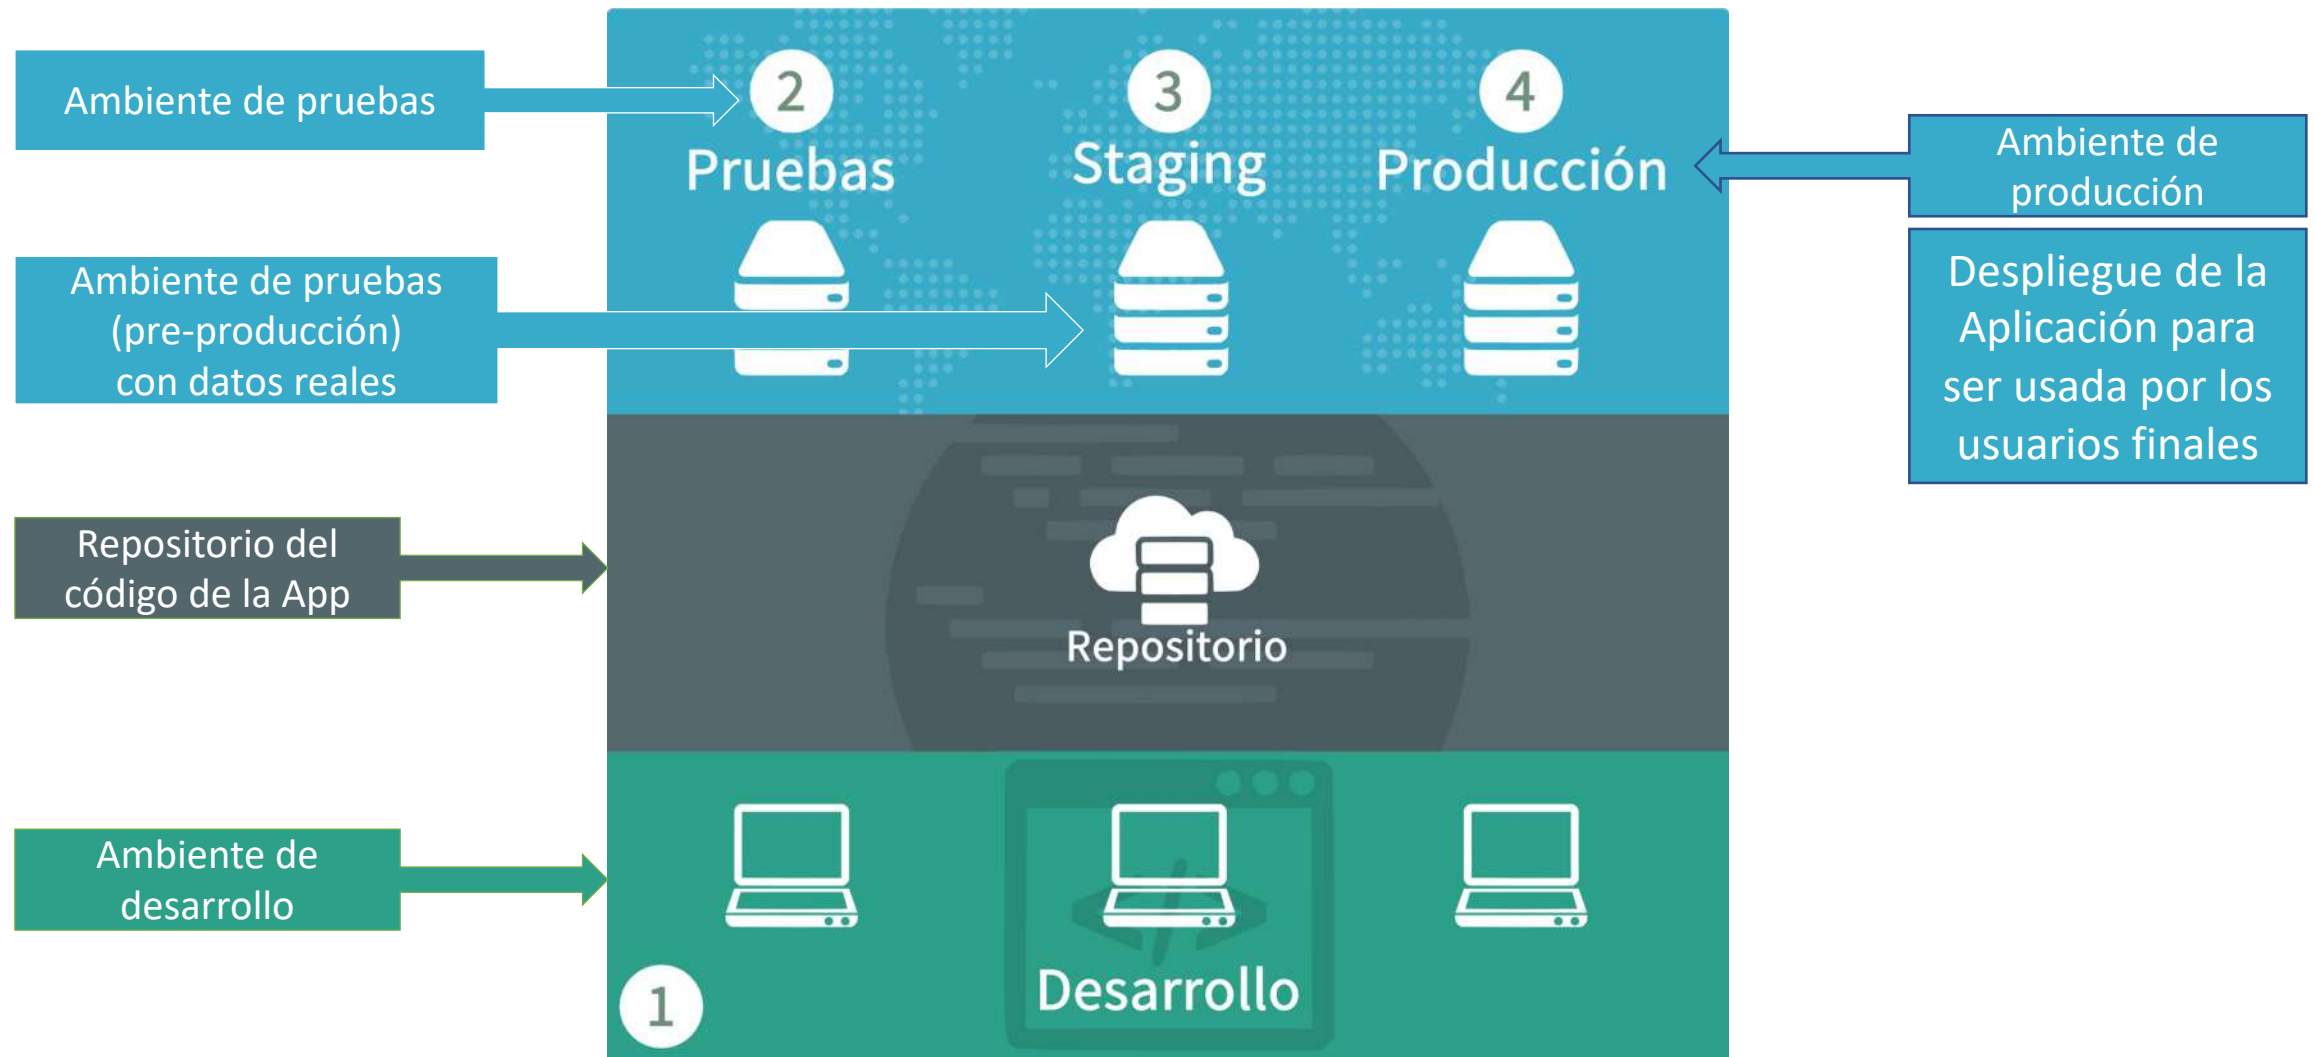 Ambiente de pruebas
Ambiente de pruebas
(pre-producción)
con datos reales
Repositorio del
código de la App
Ambiente de
desarrollo
2
Pruebas
3
Staging
4
Producción
Repositorio
1
Desarrollo
Ambiente de
producción
Despliegue de la
Aplicación para
ser usada por los
usuarios finales